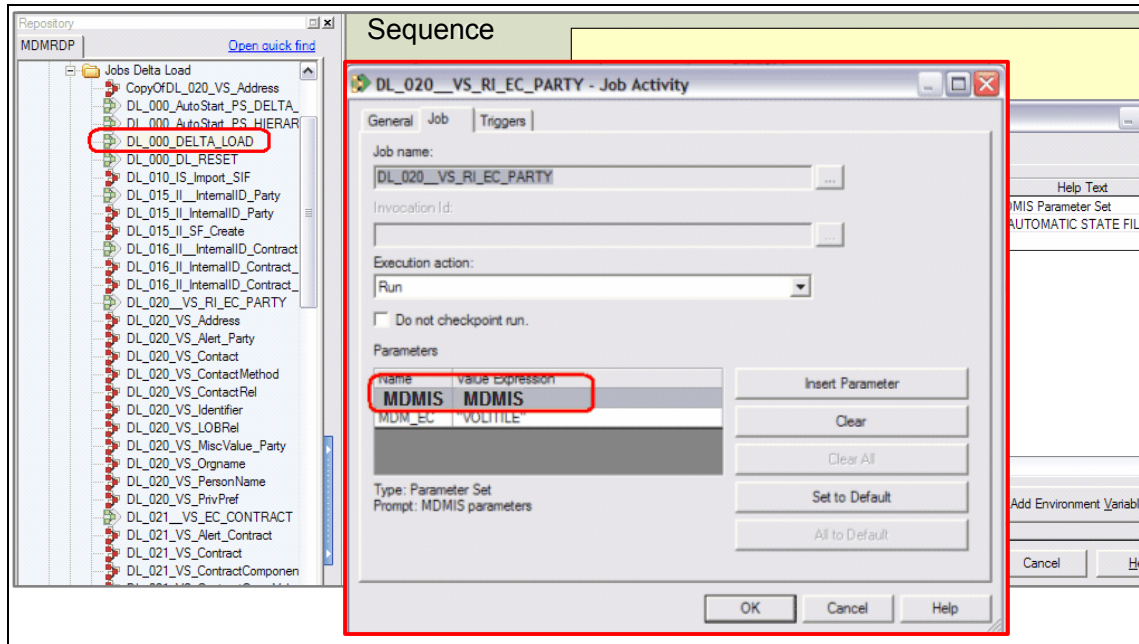 Repository
MDMRDP
Open quick find
Jobs Delta Load
CopyOfDL_020_VS_Address
DL_000_AutoStart_PS_DELTA_
DL_000_AutoStart_PS_HIERAR
DL_000_DELTA_LOAD
DL_000_DL_RESET
DL_010_IS_Import_SIF
DL_015_II__InternalID_Party
DL_015_II_InternalID_Party
DL_015_II_SF_Create
DL_016_II__InternalID_Contract
DL_016_II_InternalID_Contract_
DL_016_II_InternalID_Contract_
DL_020__VS_RI_EC_PARTY
DL_020_VS_Address
DL_020_VS_Alert_Party
DL_020_VS_Contact
DL_020_VS_ContactMethod
DL_020_VS_ContactRel
DL_020_VS_Identifier
DL_020_VS_LOBRel
DL_020_VS_MiscValue_Party
DL_020_VS_Orgname
DL_020_VS_PersonName
DL_020_VS_PrivPref
DL_021__VS_EC_CONTRACT
DL_021_VS_Alert_Contract
DL_021_VS_Contract
DL_021_VS_ContractComponen
Sequence
DL_020__VS_RI_EC_PARTY - Job Activity
General Job Triggers
Job name:
DL_020__VS_RI_EC_PARTY
...
Invocation Id:
...
Execution action:
Run
Do not checkpoint run.
Parameters
Name Value Expression
MDMIS MDMIS
MDM_EC "VOLITILE"
Insert Parameter
Clear
Clear All
Set to Default
All to Default
Type: Parameter Set
Prompt: MDMIS parameters
OK Cancel Help
Help Text
MIS Parameter Set
AUTOMATIC STATE FIL
Add Environment Variabl
Cancel